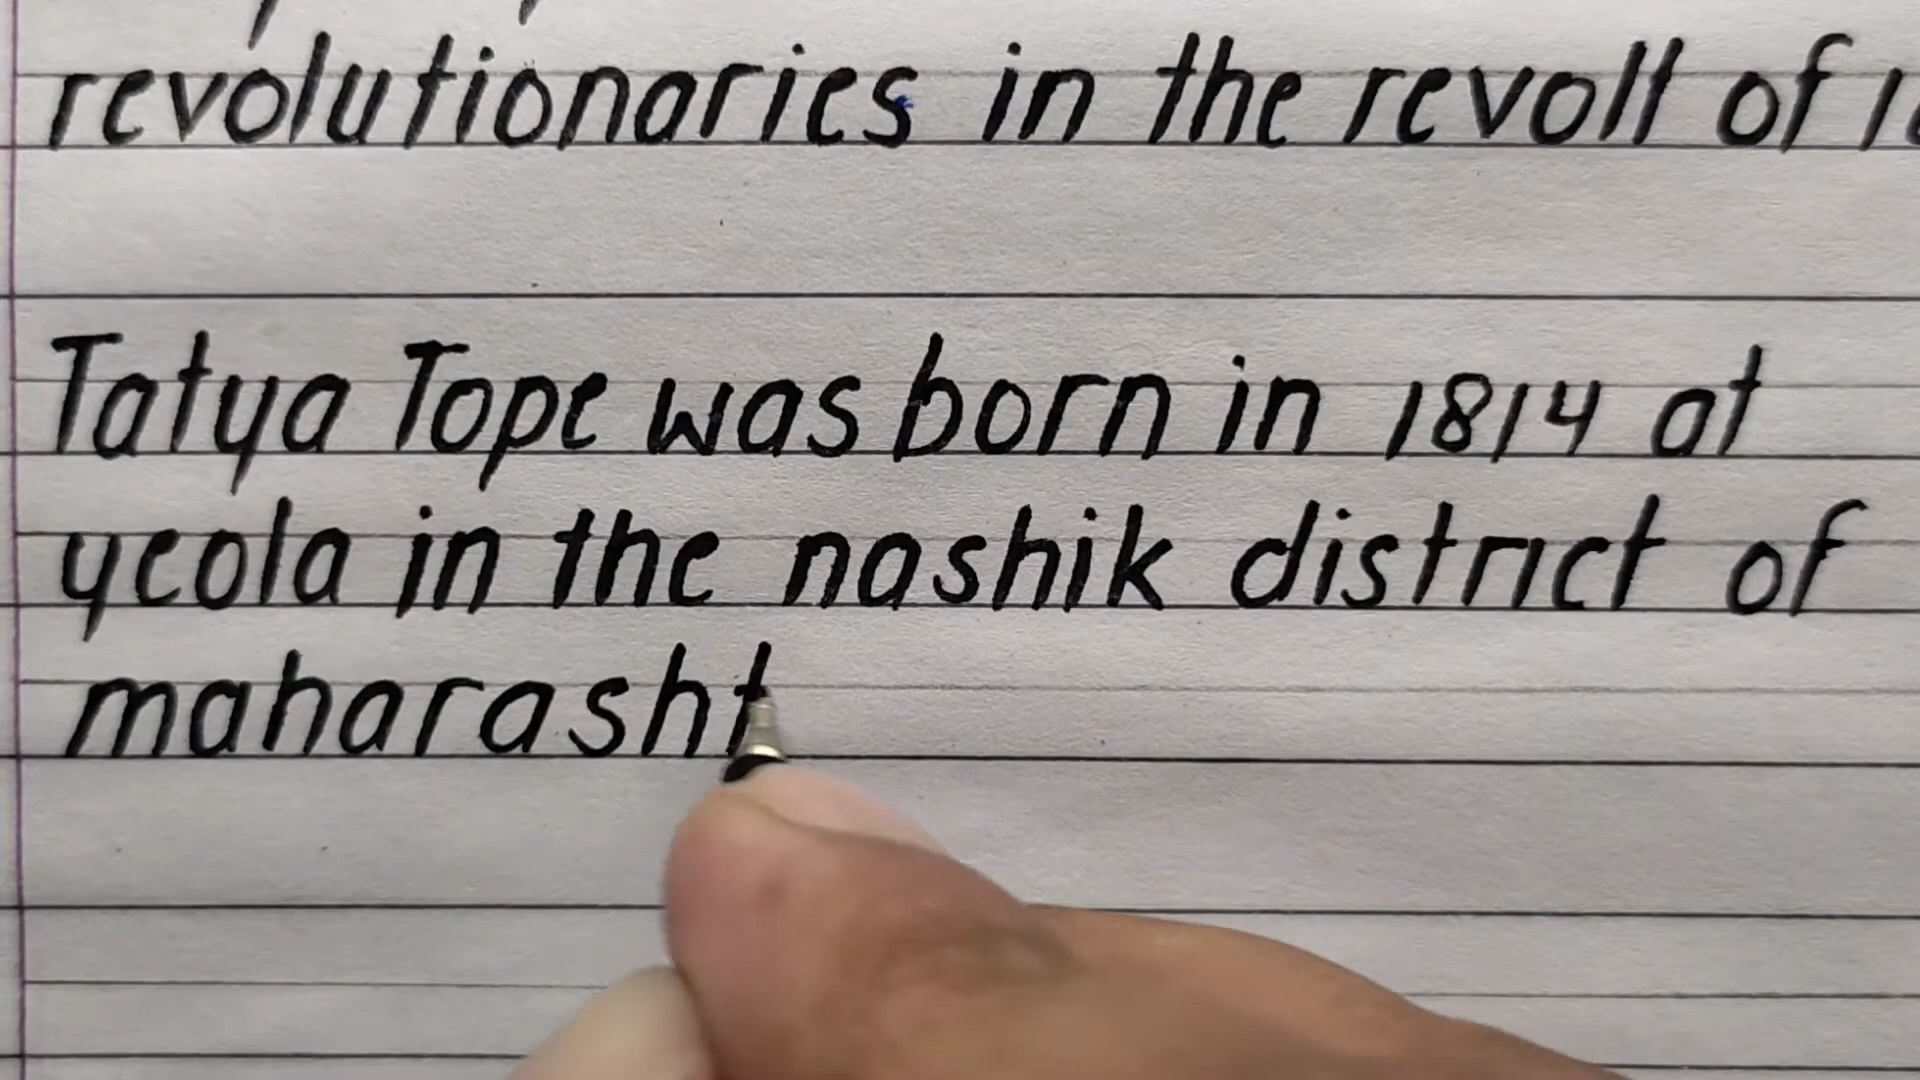 revolutionaries in the revolt of
Tatya Tope was born in 1814 at
yeola in the nashik district of
maharasht